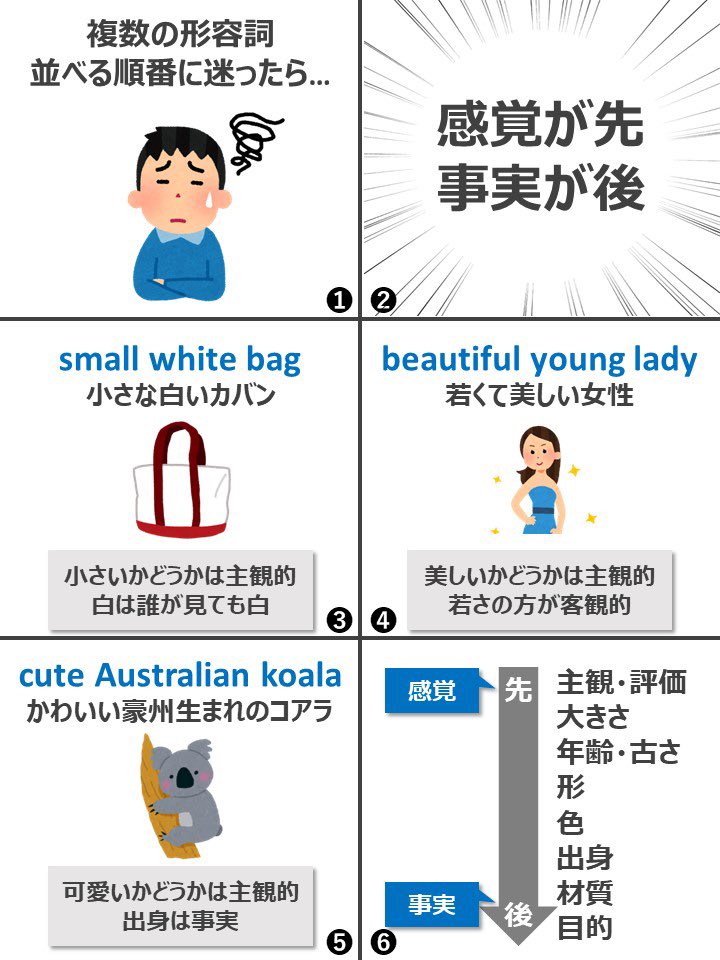 複数の形容詞
並べる順番に迷ったら...
❶
感覚が先
事実が後
❷
small white bag
小さな白いカバン
小さいかどうかは主観的
白は誰が見ても白
❸
beautiful young lady
若くて美しい女性
美しいかどうかは主観的
若さの方が客観的
❹
cute Australian koala
かわいい豪州生まれのコアラ
可愛いかどうかは主観的
出身は事実
❺
感覚
先
主観・評価
大きさ
年齢・古さ
形
色
出身
材質
目的
事実
後
❻